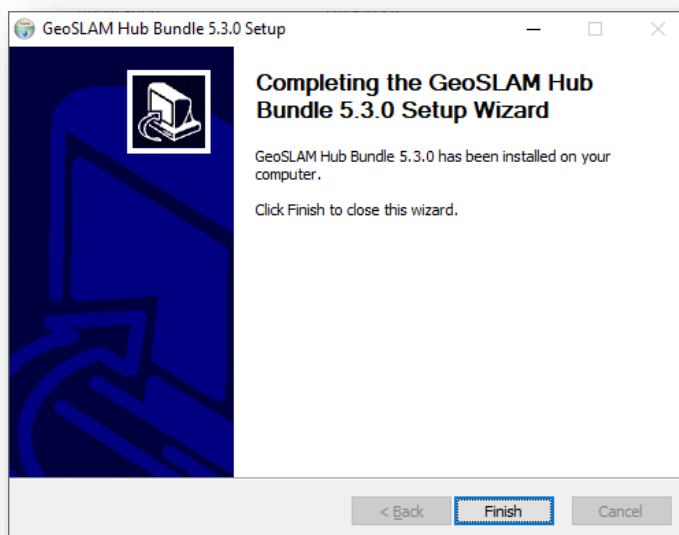 GeoSLAM Hub Bundle 5.3.0 Setup
Completing the GeoSLAM Hub
Bundle 5.3.0 Setup Wizard
GeoSLAM Hub Bundle 5.3.0 has been installed on your
computer.
Click Finish to close this wizard.
< Back
Finish
Cancel